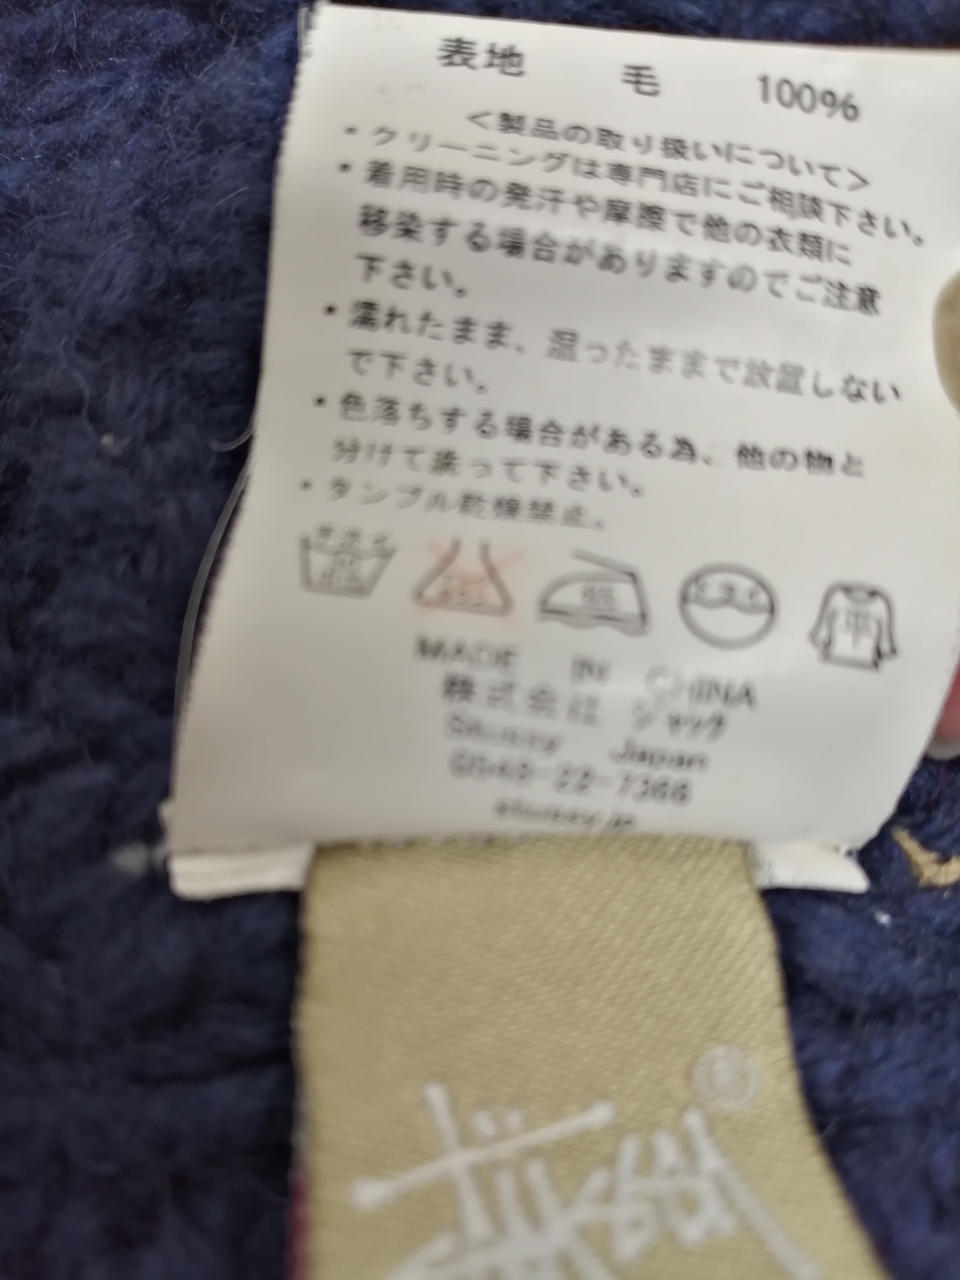 表地 毛 100%
<製品の取り扱いについて>
・クリーニングは専門店にご相談下さい。
・着用時の発汗や摩擦で他の衣類に
移染する場合がありますのでご注意
下さい。
・濡れたまま、湿ったままで放置しない
で下さい。
・色落ちする場合がある為、他の物と
分けて洗って下さい。
・タンブル乾燥禁止。
平
MADE IN CHINA
株式会社 ジャック
Stussy Japan
stussy.jp
Stüssy